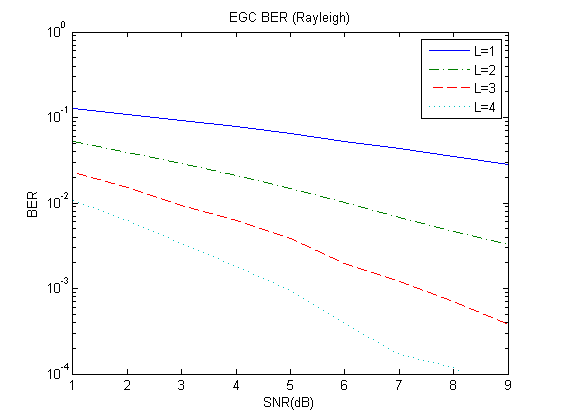 EGC BER (Rayleigh)
10^0
10^-1
10^-2
10^-3
10^-4
BER
L=1
L=2
L=3
L=4
1 2 3 4 5 6 7 8 9
SNR(dB)